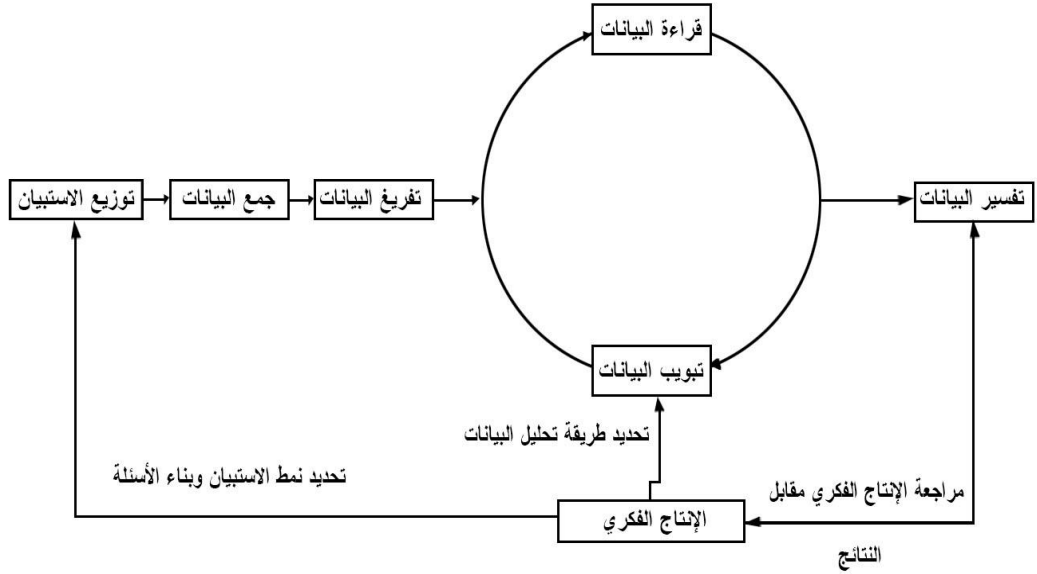 قراءة البيانات
توزيع الاستبيان
جمع البيانات
تفريغ البيانات
تفسير البيانات
تبويب البيانات
تحديد طريقة تحليل البيانات
تحديد نمط الاستبيان وبناء الأسئلة
مراجعة الإنتاج الفكري مقابل
النتائج
الإنتاج الفكري